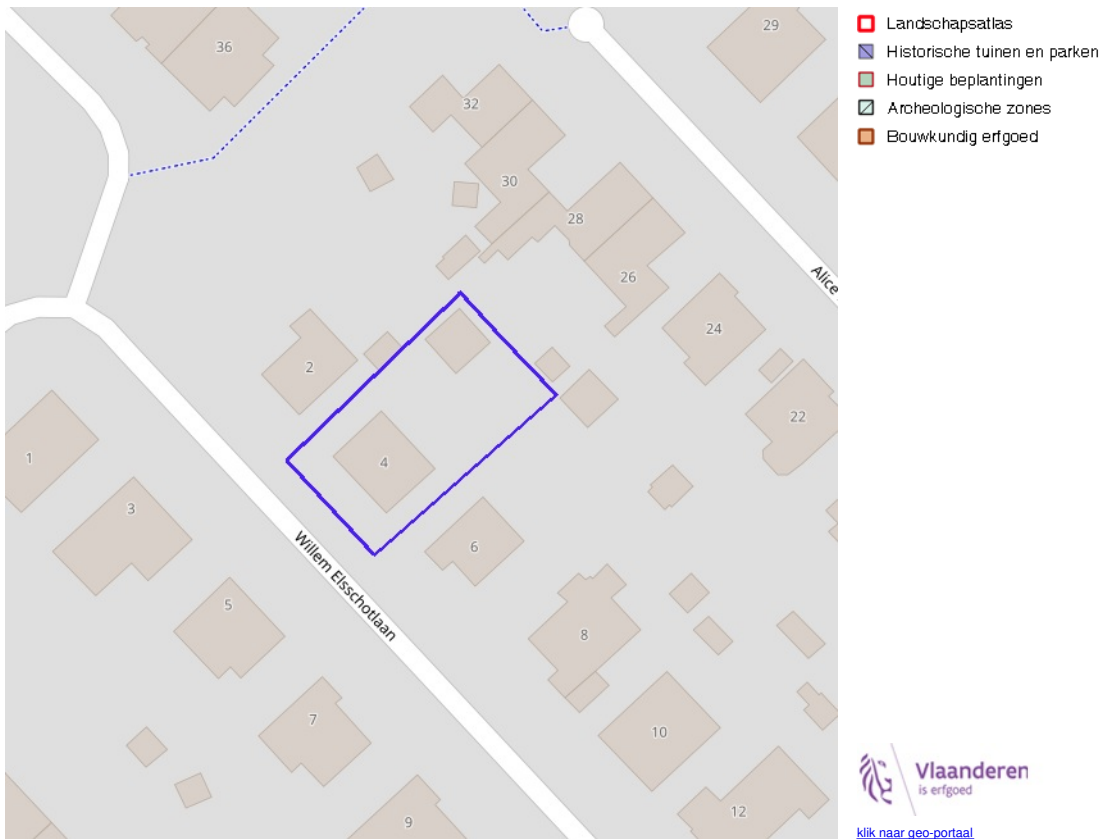 36
29
32
30
28
26
Alice
24
2
22
1
4
3
6
Willem Elsschotlaan
5
8
7
10
9
12
Landschapsatlas
Historische tuinen en parken
Houtige beplantingen
Archeologische zones
Bouwkundig erfgoed
Vlaanderen
is erfgoed
klik naar geo-portaal